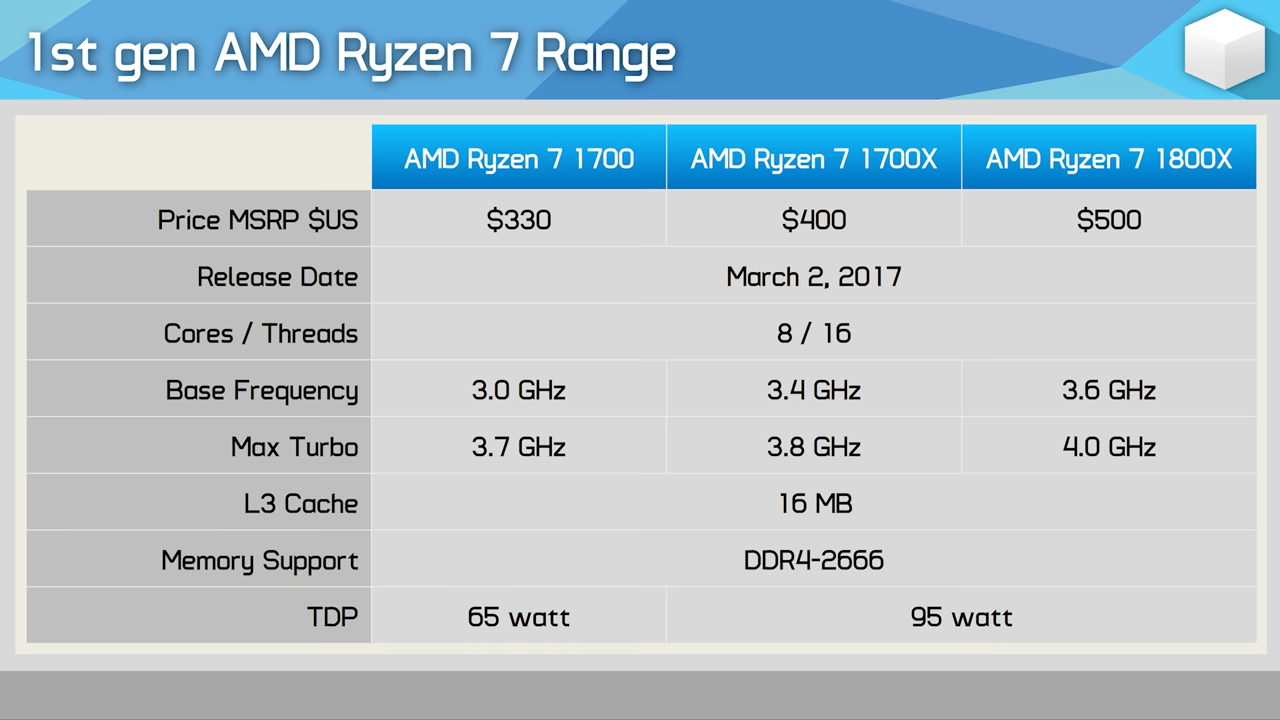 1st gen AMD Ryzen 7 Range
AMD Ryzen 7 1700 AMD Ryzen 7 1700X AMD Ryzen 7 1800X
Price MSRP $US $330 $400 $500
Release Date March 2, 2017
Cores / Threads 8 / 16
Base Frequency 3.0 GHz 3.4 GHz 3.6 GHz
Max Turbo 3.7 GHz 3.8 GHz 4.0 GHz
L3 Cache 16 MB
Memory Support DDR4-2666
TDP 65 watt 95 watt